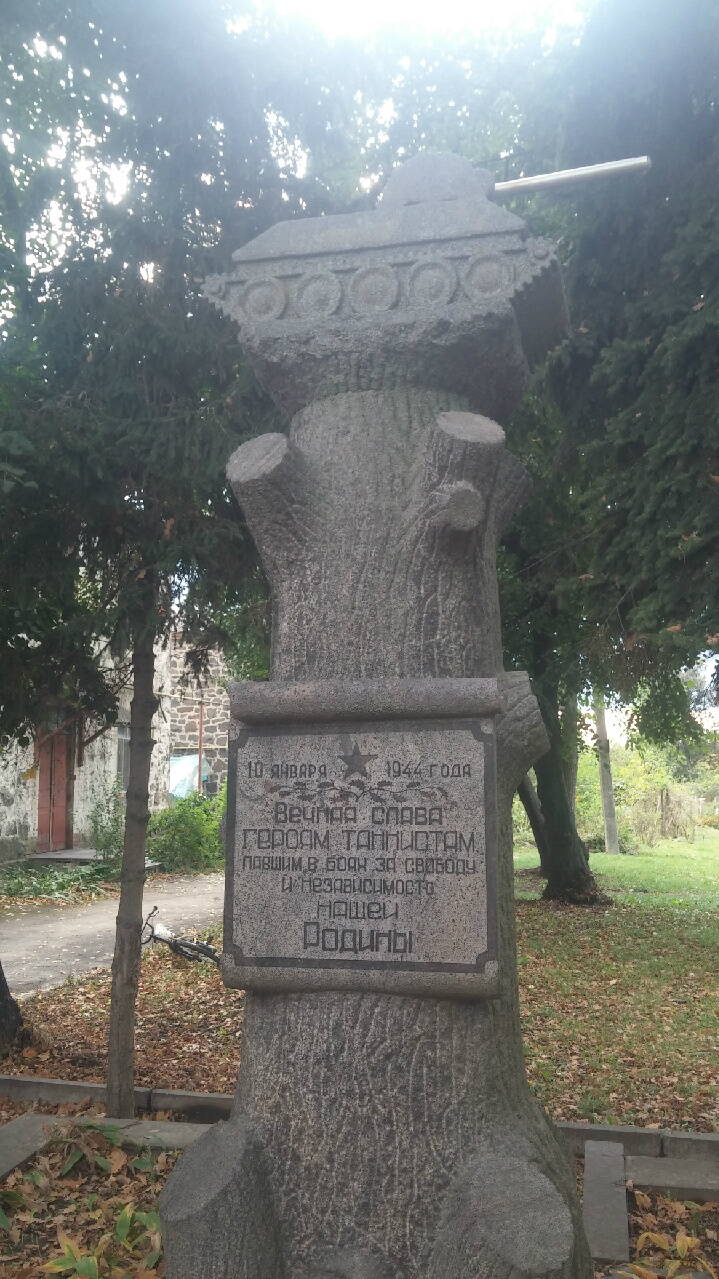 10 ЯНВАРЯ 1944 ГОДА
ВЕЧНАЯ СЛАВА
ГЕРОЯМ ТАНКИСТАМ
ПАВШИМ В БОЯХ ЗА СВОБОДУ
И НЕЗАВИСИМОСТЬ
НАШЕЙ
РОДИНЫ